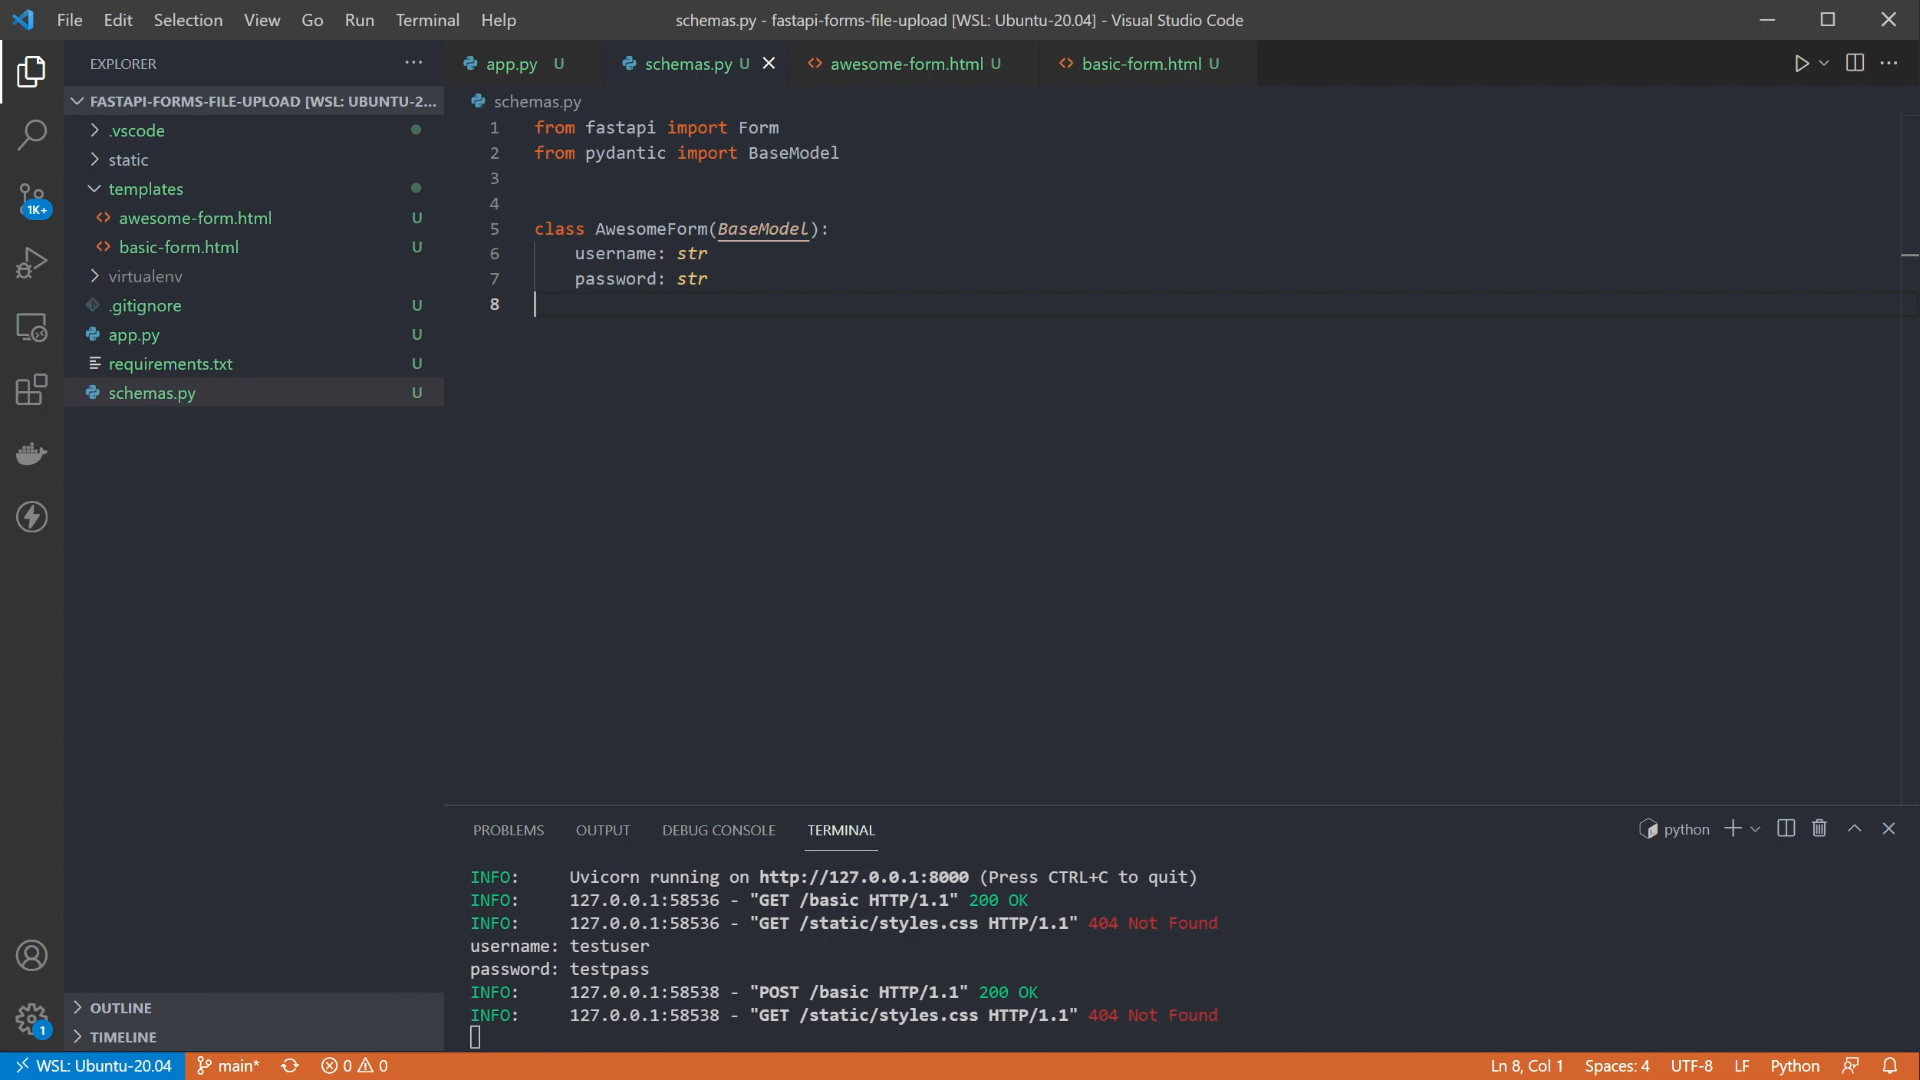 File Edit Selection View Go Run Terminal Help
schemas.py - fastapi-forms-file-upload [WSL: Ubuntu-20.04] - Visual Studio Code
EXPLORER
app.py U
schemas.py U
awesome-form.html U
basic-form.html U
FASTAPI-FORMS-FILE-UPLOAD [WSL: UBUNTU-2...
.vscode
static
templates
awesome-form.html U
basic-form.html U
virtualenv
.gitignore U
app.py U
requirements.txt U
schemas.py U
1K+
schemas.py
1 from fastapi import Form
2 from pydantic import BaseModel
3
4
5 class AwesomeForm(BaseModel):
6     username: str
7     password: str
8
PROBLEMS OUTPUT DEBUG CONSOLE TERMINAL
python
INFO:     Uvicorn running on http://127.0.0.1:8000 (Press CTRL+C to quit)
INFO:     127.0.0.1:58536 - "GET /basic HTTP/1.1" 200 OK
INFO:     127.0.0.1:58536 - "GET /static/styles.css HTTP/1.1" 404 Not Found
username: testuser
password: testpass
INFO:     127.0.0.1:58538 - "POST /basic HTTP/1.1" 200 OK
INFO:     127.0.0.1:58538 - "GET /static/styles.css HTTP/1.1" 404 Not Found
OUTLINE
TIMELINE
1
WSL: Ubuntu-20.04 main* 0 0
Ln 8, Col 1 Spaces: 4 UTF-8 LF Python